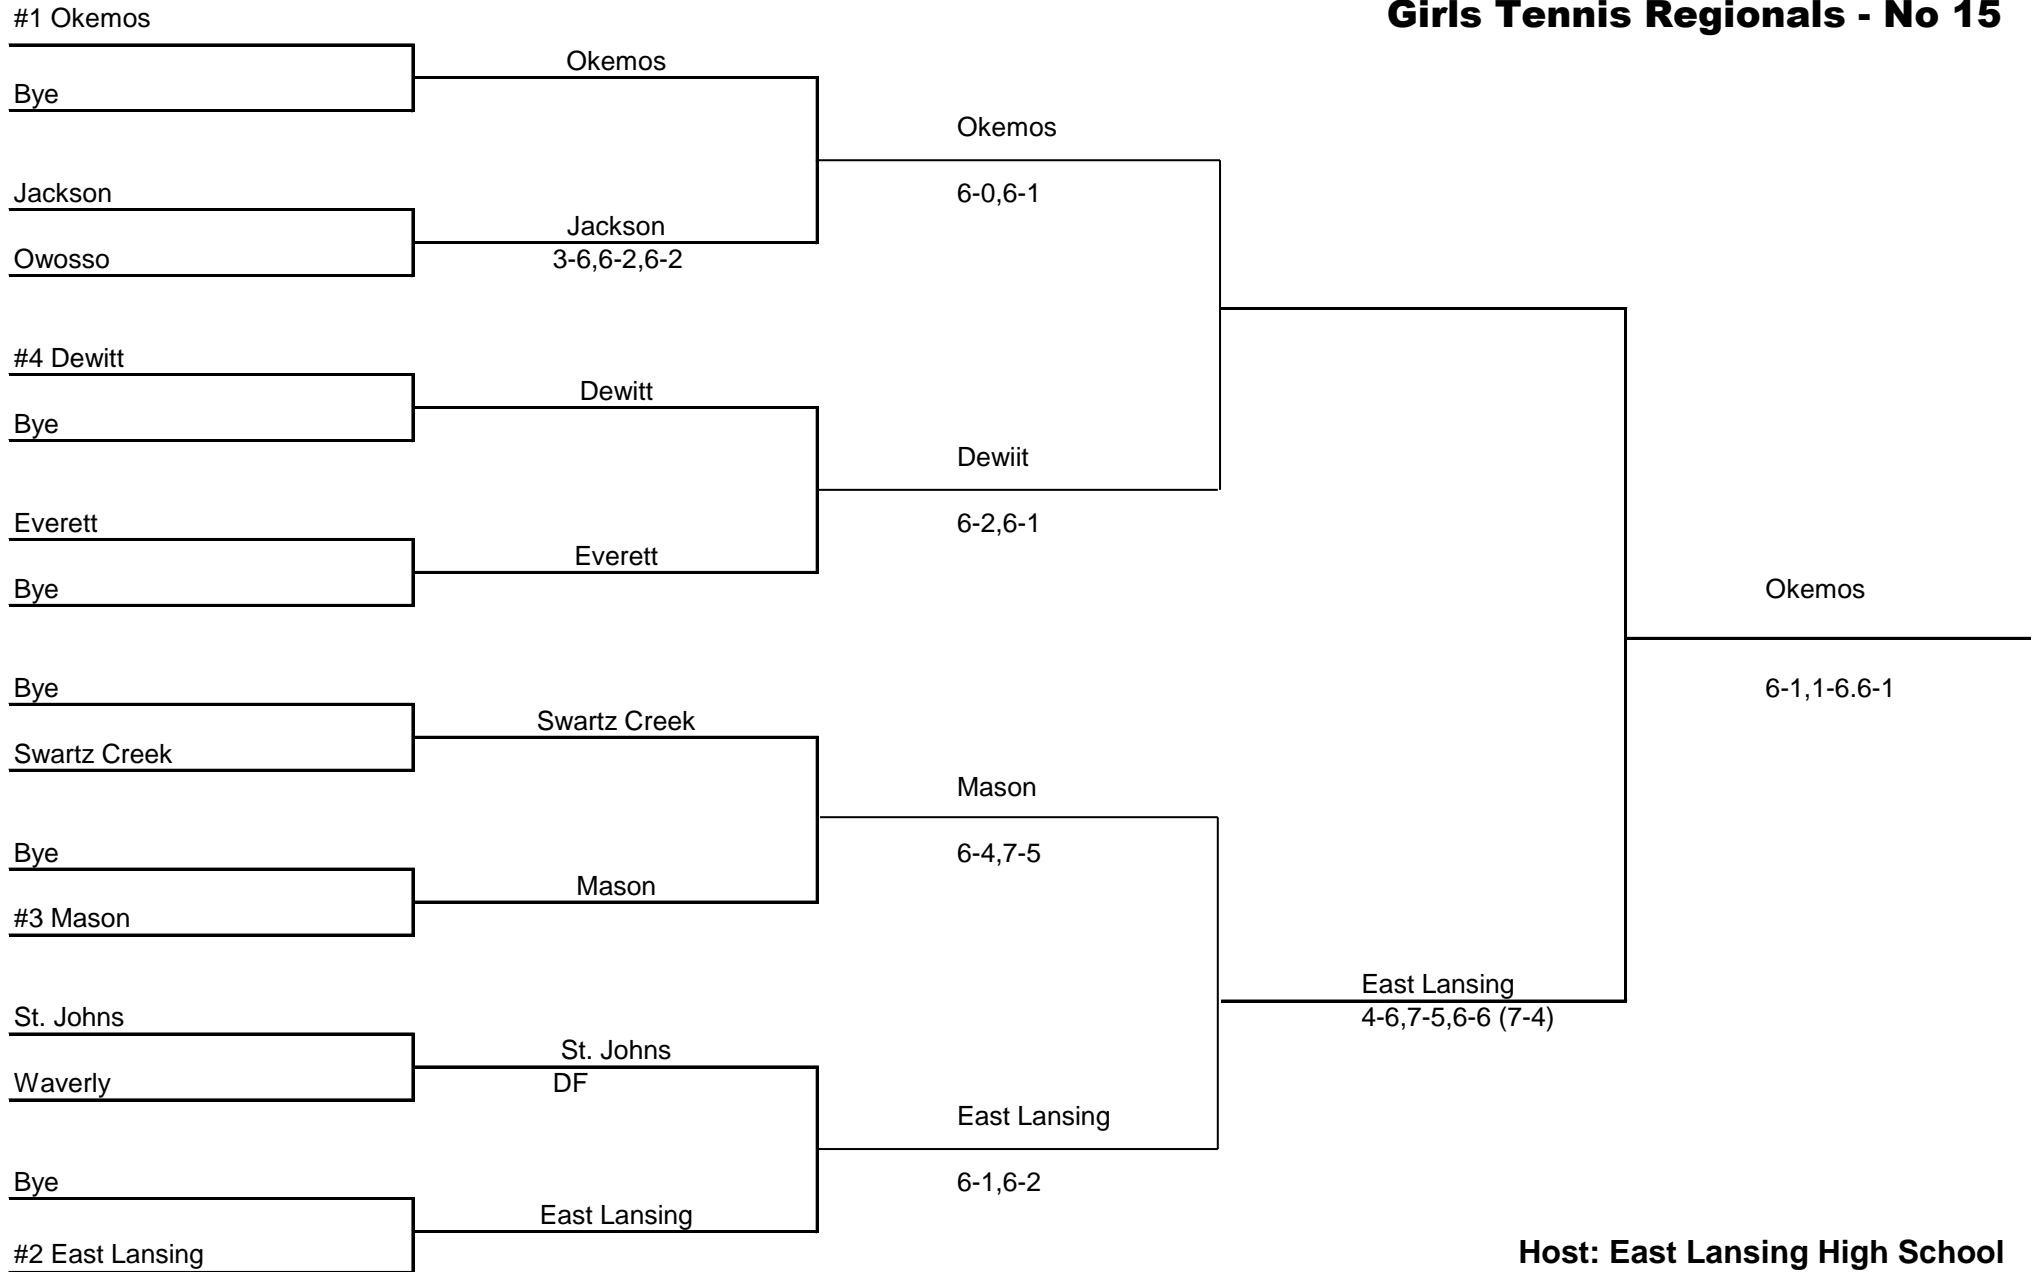 #1 Okemos
Girls Tennis Regionals - No 15
Okemos
Bye
Okemos
Jackson
6-0,6-1
Jackson
Owosso
3-6,6-2,6-2
#4 Dewitt
Dewitt
Bye
Dewiit
Everett
6-2,6-1
Everett
Bye
Okemos
Bye
6-1,1-6.6-1
Swartz Creek
Swartz Creek
Mason
Bye
6-4,7-5
Mason
#3 Mason
East Lansing
St. Johns
4-6,7-5,6-6 (7-4)
St. Johns
Waverly
DF
East Lansing
Bye
6-1,6-2
East Lansing
#2 East Lansing
Host: East Lansing High School